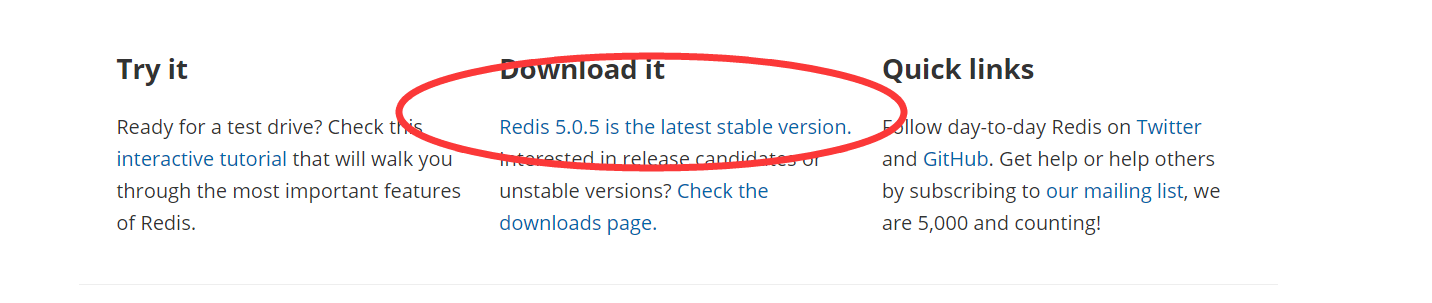 Try it
Ready for a test drive? Check this
interactive tutorial that will walk you
through the most important features
of Redis.
Download it
Redis 5.0.5 is the latest stable version.
Interested in release candidates or
unstable versions? Check the
downloads page.
Quick links
Follow day-to-day Redis on Twitter
and GitHub. Get help or help others
by subscribing to our mailing list, we
are 5,000 and counting!